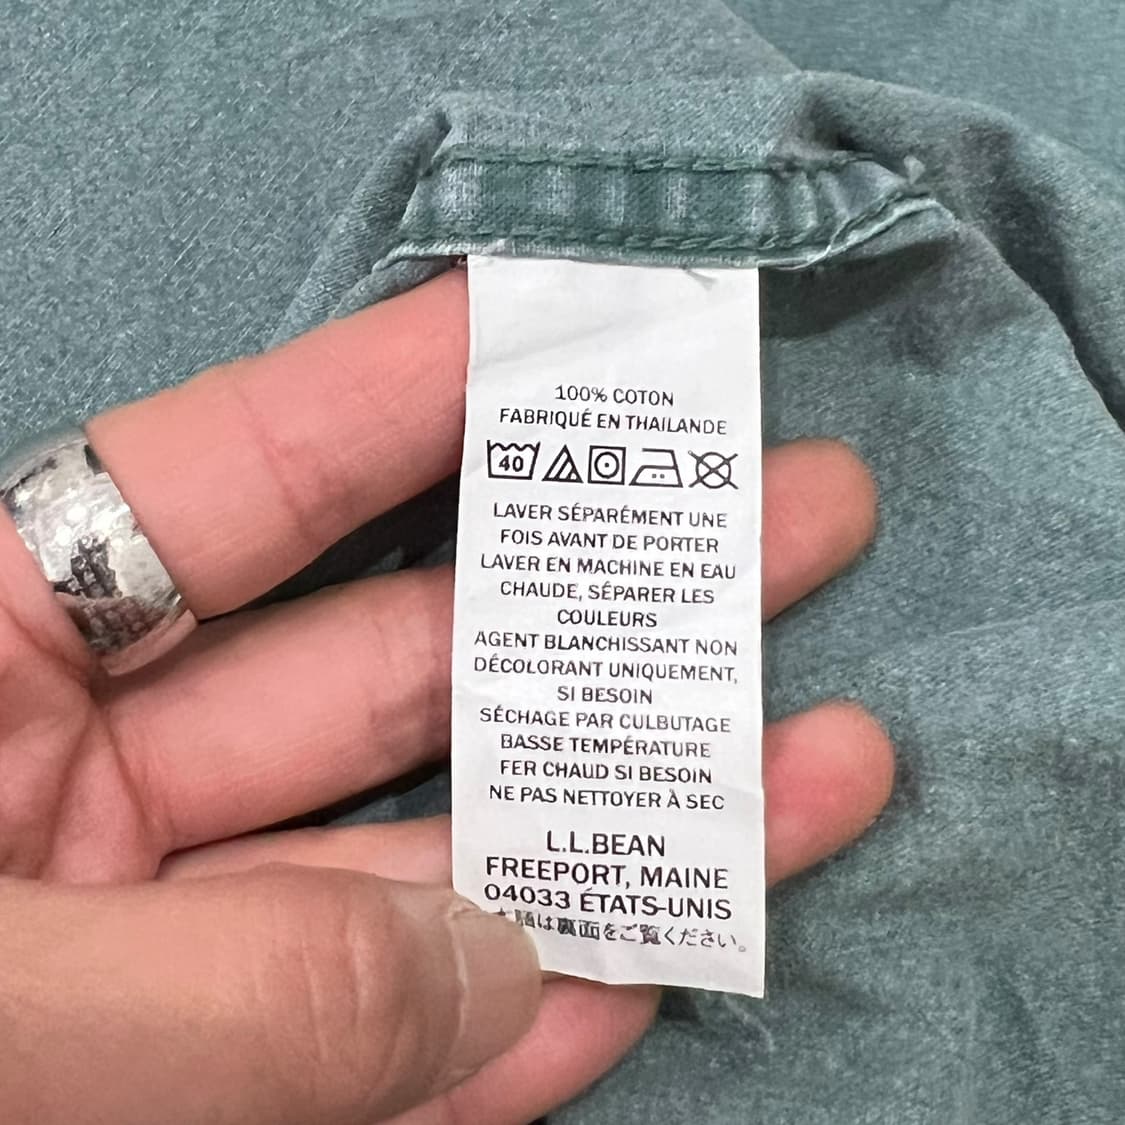 100% COTON
FABRIQUÉ EN THAILANDE
40
LAVER SÉPARÉMENT UNE
FOIS AVANT DE PORTER
LAVER EN MACHINE EN EAU
CHAUDE, SÉPARER LES
COULEURS
AGENT BLANCHISSANT NON
DÉCOLORANT UNIQUEMENT,
SI BESOIN
SÉCHAGE PAR CULBUTAGE
BASSE TEMPÉRATURE
FER CHAUD SI BESOIN
NE PAS NETTOYER À SEC
L.L.BEAN
FREEPORT, MAINE
04033 ÉTATS-UNIS
は裏面をご覧ください。